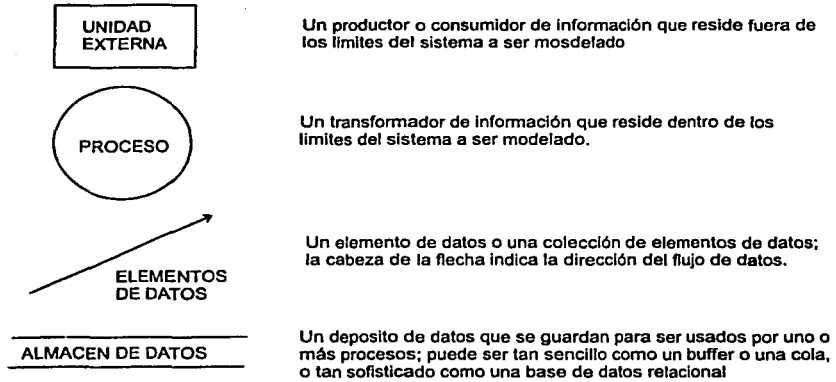 UNIDAD
EXTERNA
Un productor o consumidor de información que reside fuera de
los limites del sistema a ser mosdelado
PROCESO
Un transformador de información que reside dentro de los
limites del sistema a ser modelado.
ELEMENTOS
DE DATOS
Un elemento de datos o una colección de elementos de datos;
la cabeza de la flecha indica la dirección del flujo de datos.
ALMACEN DE DATOS
Un deposito de datos que se guardan para ser usados por uno o
más procesos; puede ser tan sencillo como un buffer o una cola,
o tan sofisticado como una base de datos relacional